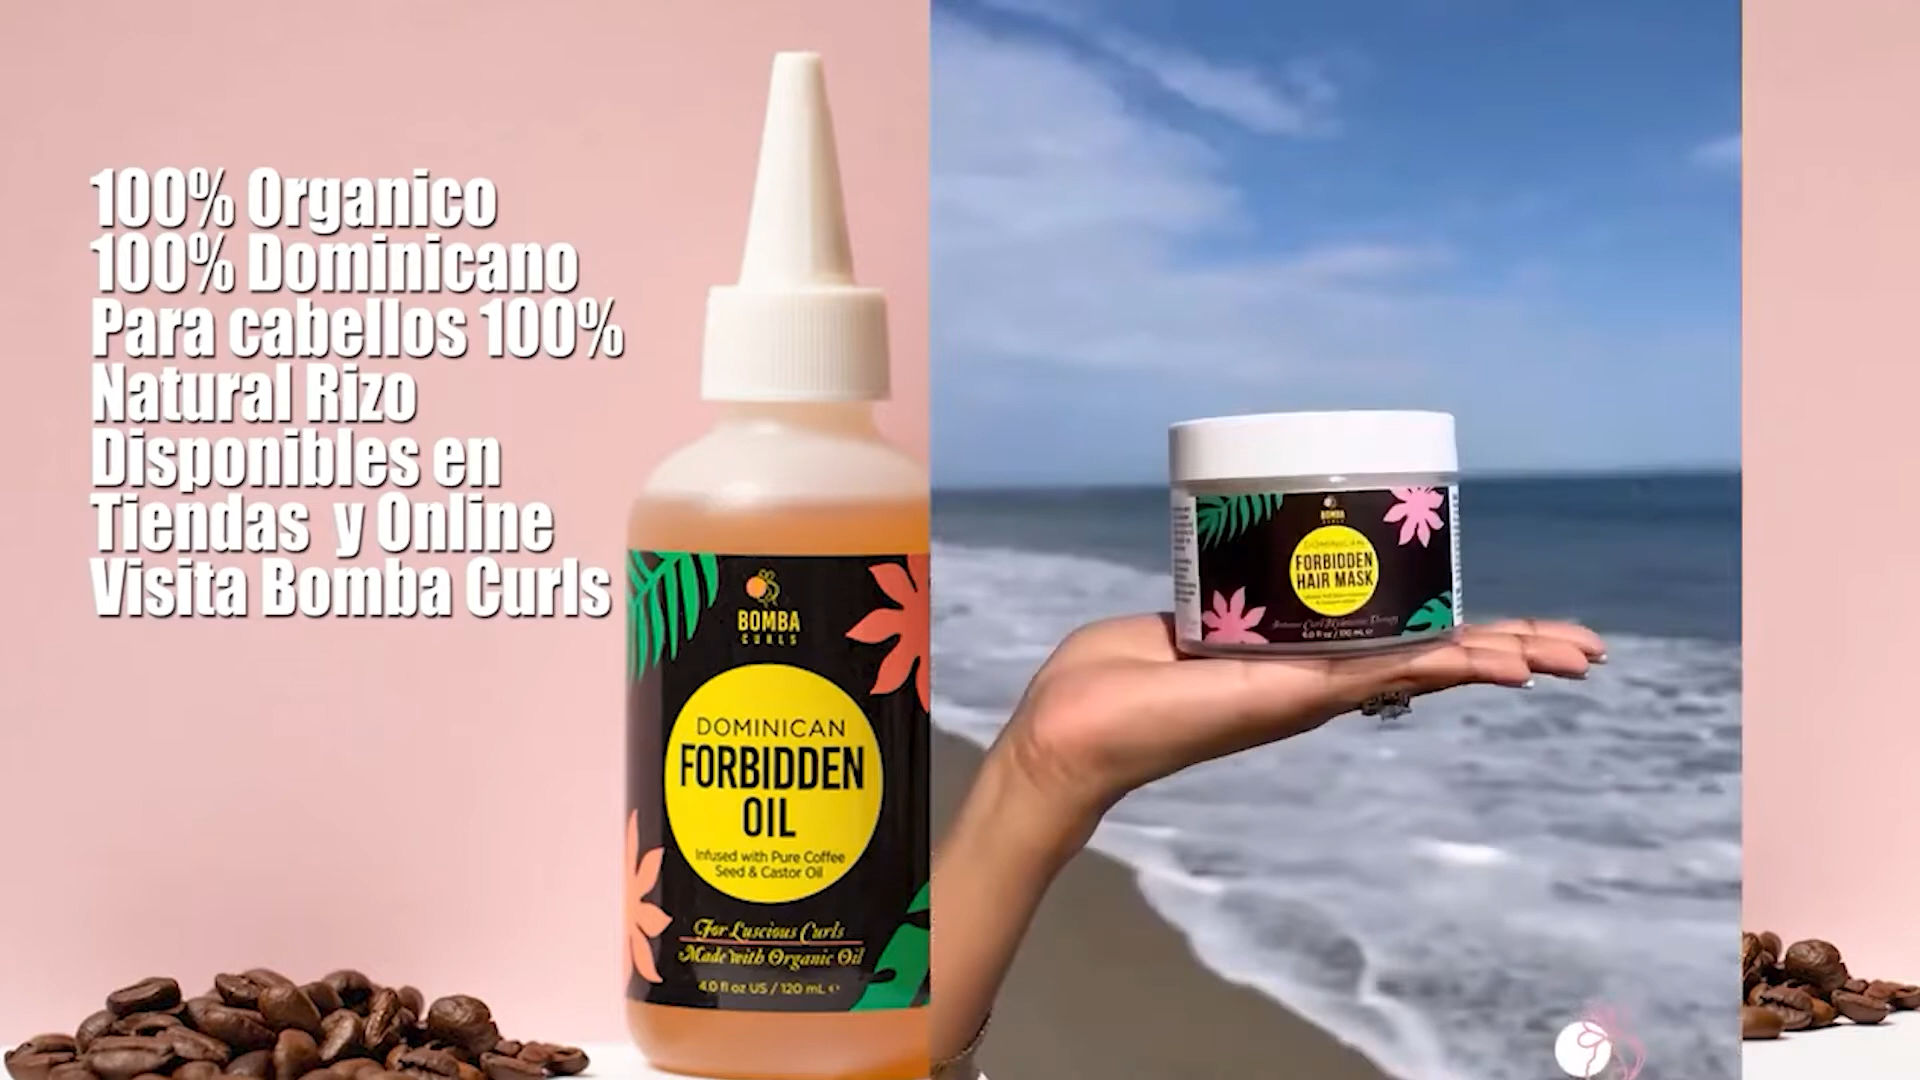 100% Organico
100% Dominicano
Para cabellos 100%
Natural Rizo
Disponibles en
Tiendas y Online
Visita Bomba Curls
BOMBA
CURLS
DOMINICAN
FORBIDDEN
OIL
Infused with Pure Coffee
Seed & Castor Oil
For Luscious Curls
Made with Organic Oil
4.0 fl oz US / 120 mL e
BOMBA
CURLS
DOMINICAN
FORBIDDEN
HAIR MASK